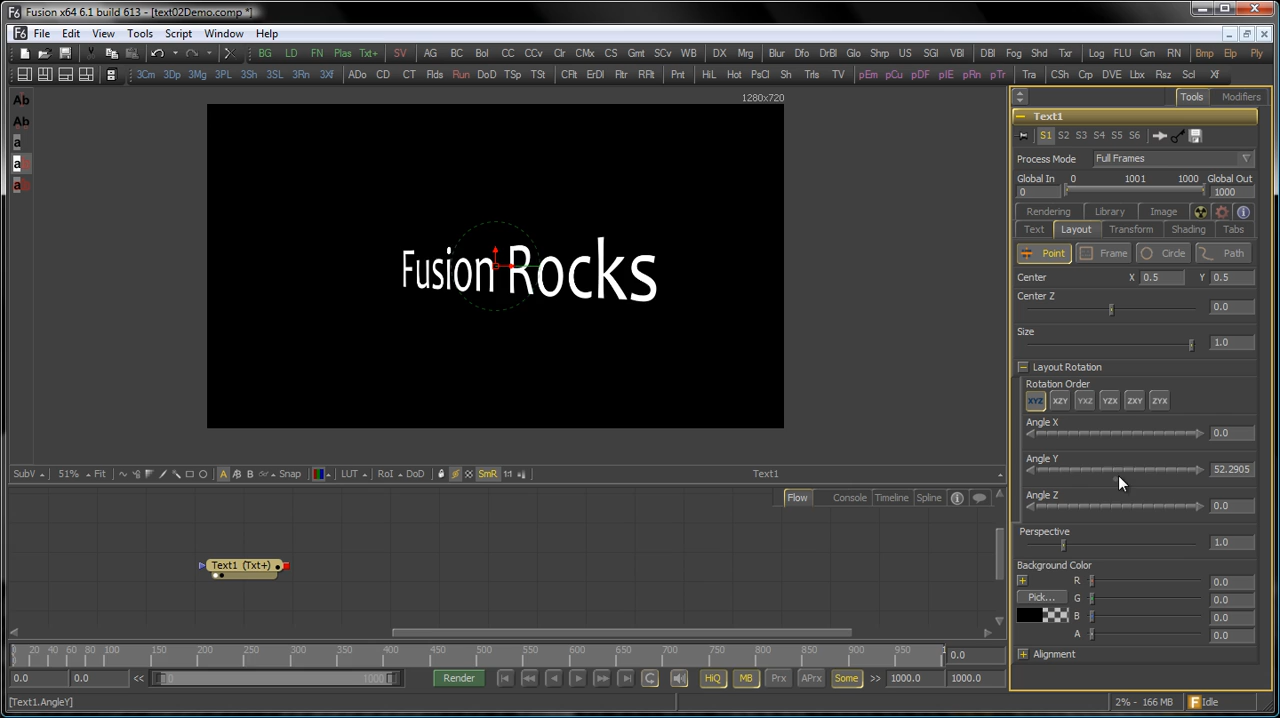 Fusion x64 6.1 build 613 - [text02Demo.comp *]
File Edit View Tools Script Window Help
BG LD FN Plas Txt+ SV AG BC Bol CC CCv Clr CMx CS Gmt SCv WB DX Mrg Blur Dfo DrBl Glo Shrp US SGl VBl DBl Fog Shd Txr Log FLU Grn RN Bmp Elp Ply
3Cm 3Dp 3Mg 3PL 3Sh 3SL 3Rn 3Xf ADo CD CT Flds Run DoD TSp TSt CFlt ErDl Fltr RFlt Pnt HiL Hot PsCl Sh Trls TV pEm pCu pDF pIE pRn pTr Tra CSh Crp DVE Lbx Rsz Scl Xf
1280x720
Tools Modifiers
Ab
Ab
a
a
a
Text1
S1 S2 S3 S4 S5 S6
Process Mode Full Frames
Global In 0 1001 1000 Global Out
0 1000
Rendering Library Image
Text Layout Transform Shading Tabs
Point Frame Circle Path
Fusion Rocks
Center X 0.5 Y 0.5
Center Z
0.0
Size
1.0
Layout Rotation
Rotation Order
XYZ XZY YXZ YZX ZXY ZYX
Angle X
0.0
Angle Y
52.2905
Angle Z
0.0
Perspective
1.0
Background Color
R 0.0
Pick... G 0.0
B 0.0
A 0.0
Alignment
SubV 51% Fit A B Snap LUT RoI DoD SmR 1:1 Text1
Flow Console Timeline Spline
Text1 (Txt+)
0 20 40 60 80 100 150 200 250 300 350 400 450 500 550 600 650 700 750 800 850 900 950 0.0
0.0 0.0 << 0 1000 Render HiQ MB Prx APrx Some >> 1000.0 1000.0
[Text1.AngleY] 2% - 166 MB Idle